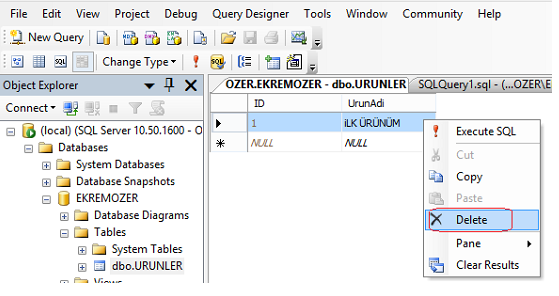 File Edit View Project Debug Query Designer Tools Window Community Help
New Query
Change Type
Object Explorer
Connect
(local) (SQL Server 10.50.1600 - O
Databases
System Databases
Database Snapshots
EKREMOZER
Database Diagrams
Tables
System Tables
dbo.URUNLER
Views
OZER.EKREMOZER - dbo.URUNLER SQLQuery1.sql - (...OZER\E
ID UrunAdi
1 iLK ÜRÜNÜM
NULL NULL
Execute SQL
Cut
Copy
Paste
Delete
Pane
Clear Results